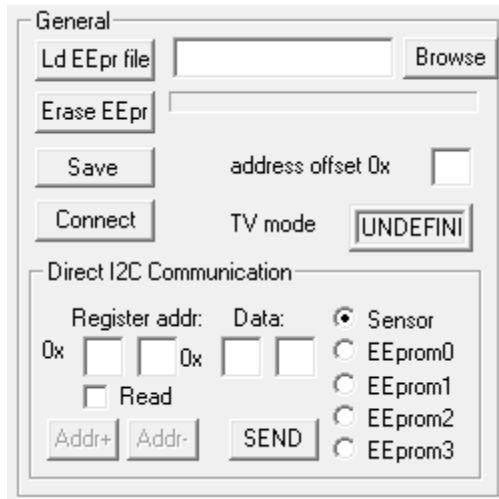 General
Ld EEpr file
Browse
Erase EEpr
Save
address offset 0x
Connect
TV mode
UNDEFINI
Direct I2C Communication
Register addr: Data:
Sensor
0x 0x
EEprom0
Read
EEprom1
EEprom2
Addr+ Addr- SEND
EEprom3